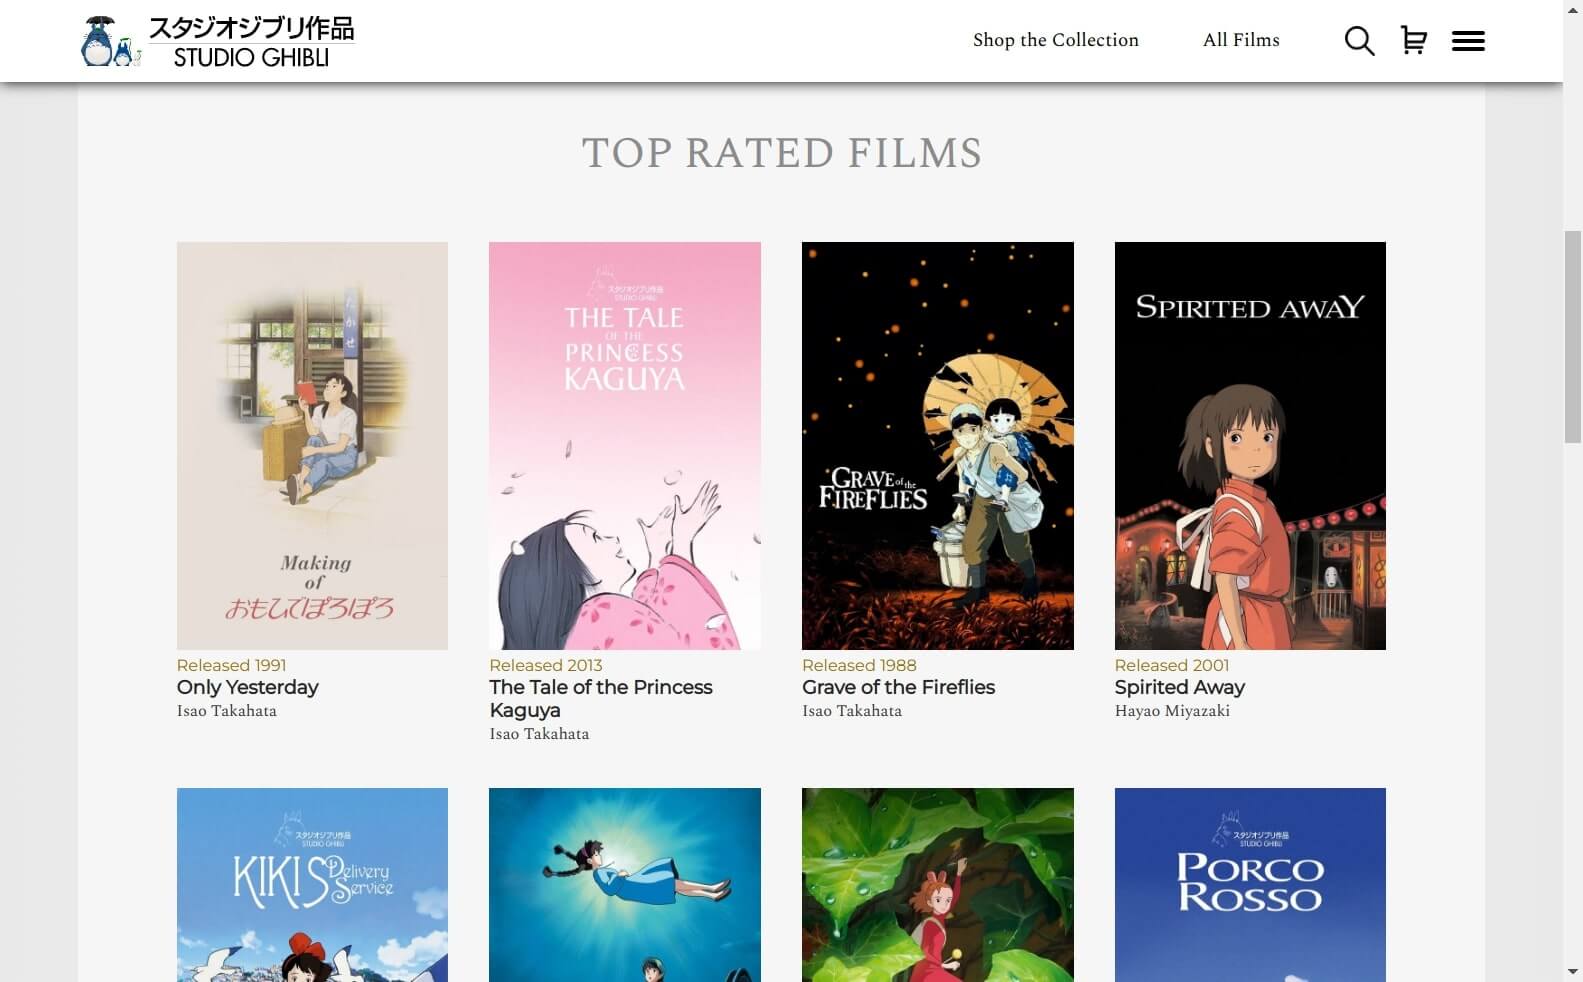 スタジオジブリ作品
STUDIO GHIBLI
Shop the Collection
All Films
TOP RATED FILMS
たかせ
Making
of
おもひでぽろぽろ
Released 1991
Only Yesterday
Isao Takahata
スタジオジブリ作品
STUDIO GHIBLI
THE TALE
OF THE
PRINCESS
KAGUYA
Released 2013
The Tale of the Princess
Kaguya
Isao Takahata
GRAVE of the
FIREFLIES
Released 1988
Grave of the Fireflies
Isao Takahata
SPIRITED AWAY
Released 2001
Spirited Away
Hayao Miyazaki
スタジオジブリ作品
STUDIO GHIBLI
KIKI'S Delivery
Service
スタジオジブリ作品
STUDIO GHIBLI
PORCO
ROSSO